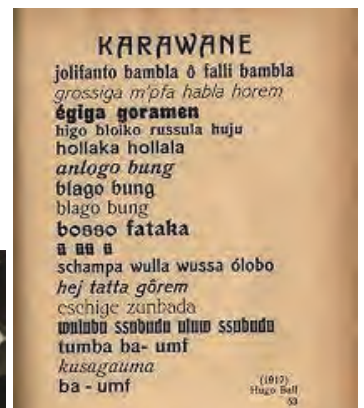 KARAWANE
jolifanto bambla ô falli bambla
grossiga m'pfa habla horem
égiga goramen
higo bloiko russula huju
hollaka hollala
anlogo bung
blago bung
blago bung
bosso fataka
ü üü ü
schampa wulla wussa ólobo
hej tatta gôrem
eschige zunbada
wulubu ssubudu uluw ssubudu
tumba ba- umf
kusagauma
ba - umf
(1917)
Hugo Ball
53